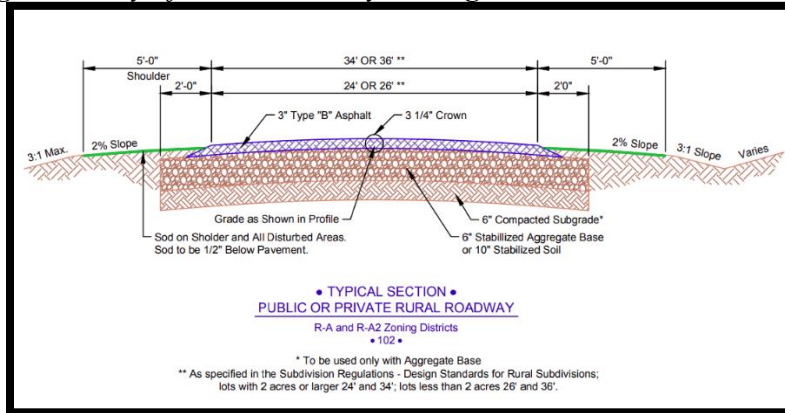 5'-0"
34' OR 36' **
5'-0"
Shoulder
2'-0"
24' OR 26' **
2'0"
3" Type "B" Asphalt
3 1/4" Crown
3:1 Max.
2% Slope
2% Slope
3:1 Slope
Varies
Grade as Shown in Profile
6" Compacted Subgrade*
Sod on Sholder and All Disturbed Areas.
Sod to be 1/2" Below Pavement.
6" Stabilized Aggregate Base
or 10" Stabilized Soil
• TYPICAL SECTION •
PUBLIC OR PRIVATE RURAL ROADWAY
R-A and R-A2 Zoning Districts
• 102 •
* To be used only with Aggregate Base
** As specified in the Subdivision Regulations - Design Standards for Rural Subdivisions;
lots with 2 acres or larger 24' and 34'; lots less than 2 acres 26' and 36'.